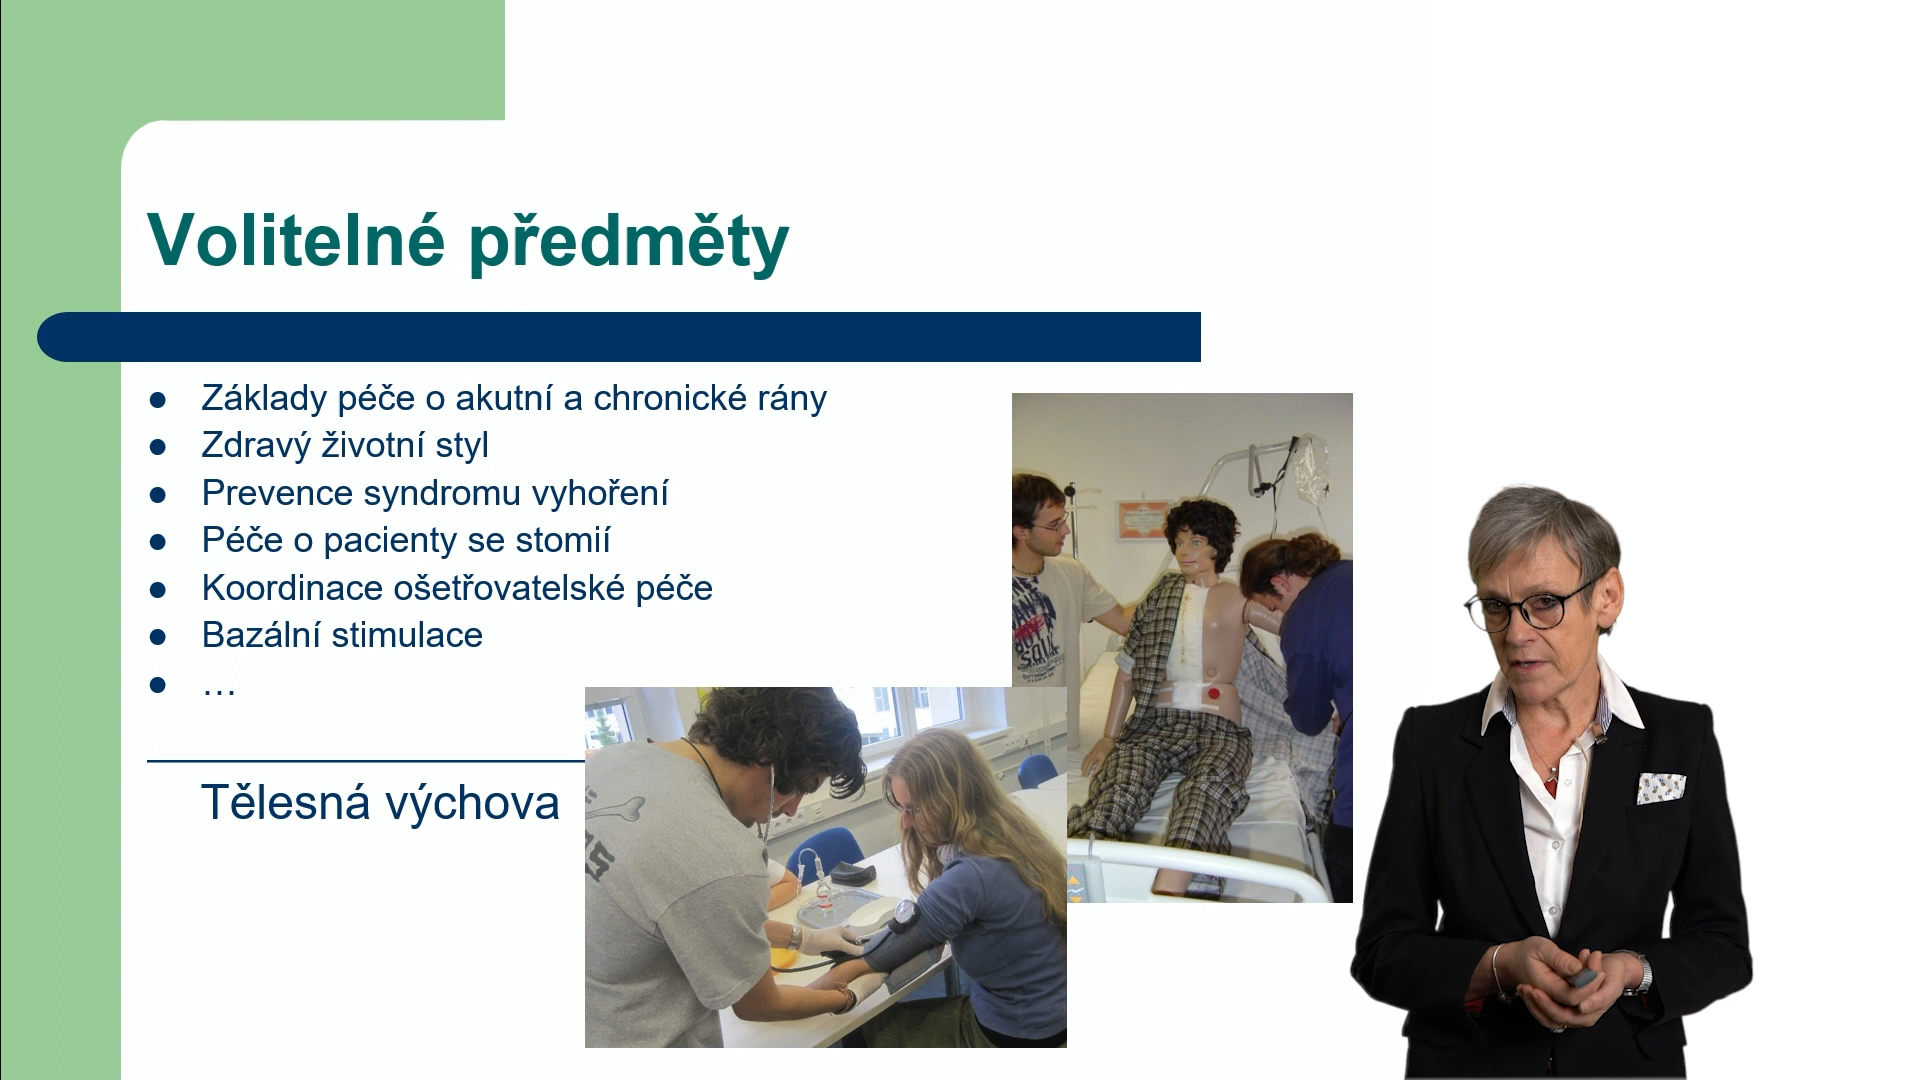 Volitelné předměty
● Základy péče o akutní a chronické rány
● Zdravý životní styl
● Prevence syndromu vyhoření
● Péče o pacienty se stomií
● Koordinace ošetřovatelské péče
● Bazální stimulace
● …
Tělesná výchova